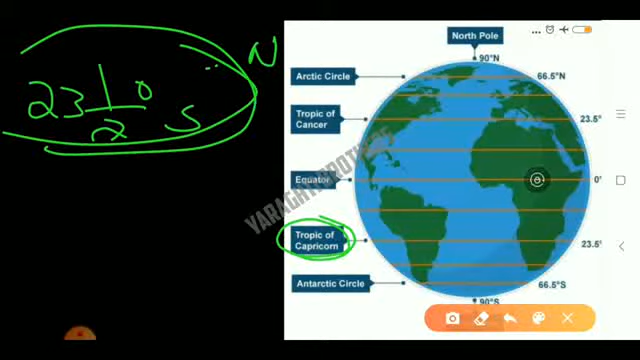 N
23 1/2 ° S
North Pole
90°N
Arctic Circle
66.5°N
Tropic of
Cancer
23.5°
Equator
0°
Tropic of
Capricorn
23.5°
Antarctic Circle
66.5°S
90°S